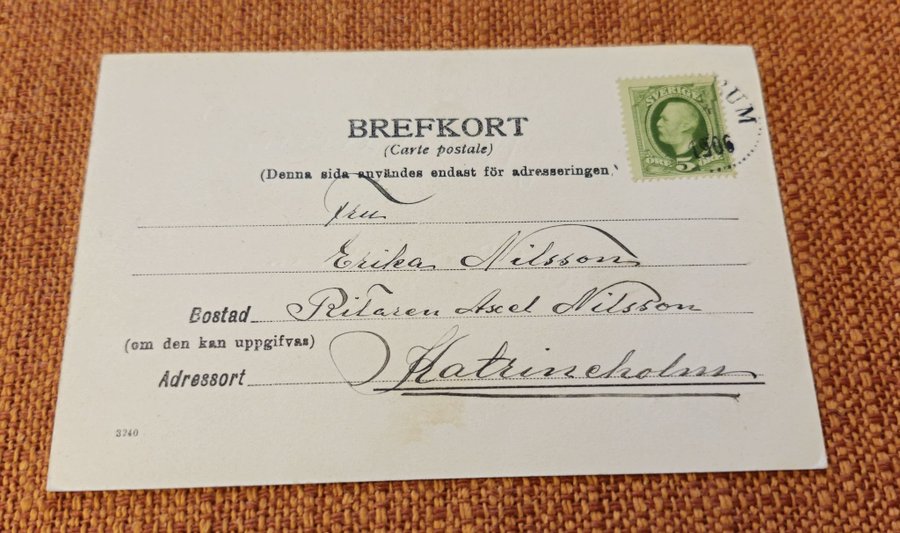 BREFKORT
(Carte postale)
(Denna sida användes endast för adresseringen)
SVERIGE
5
ÖRE
UM
1906
Fru
Erika Nilsson
Bostad Ritaren Axel Nilsson
(om den kan uppgifvas)
Adressort Katrineholm
3240